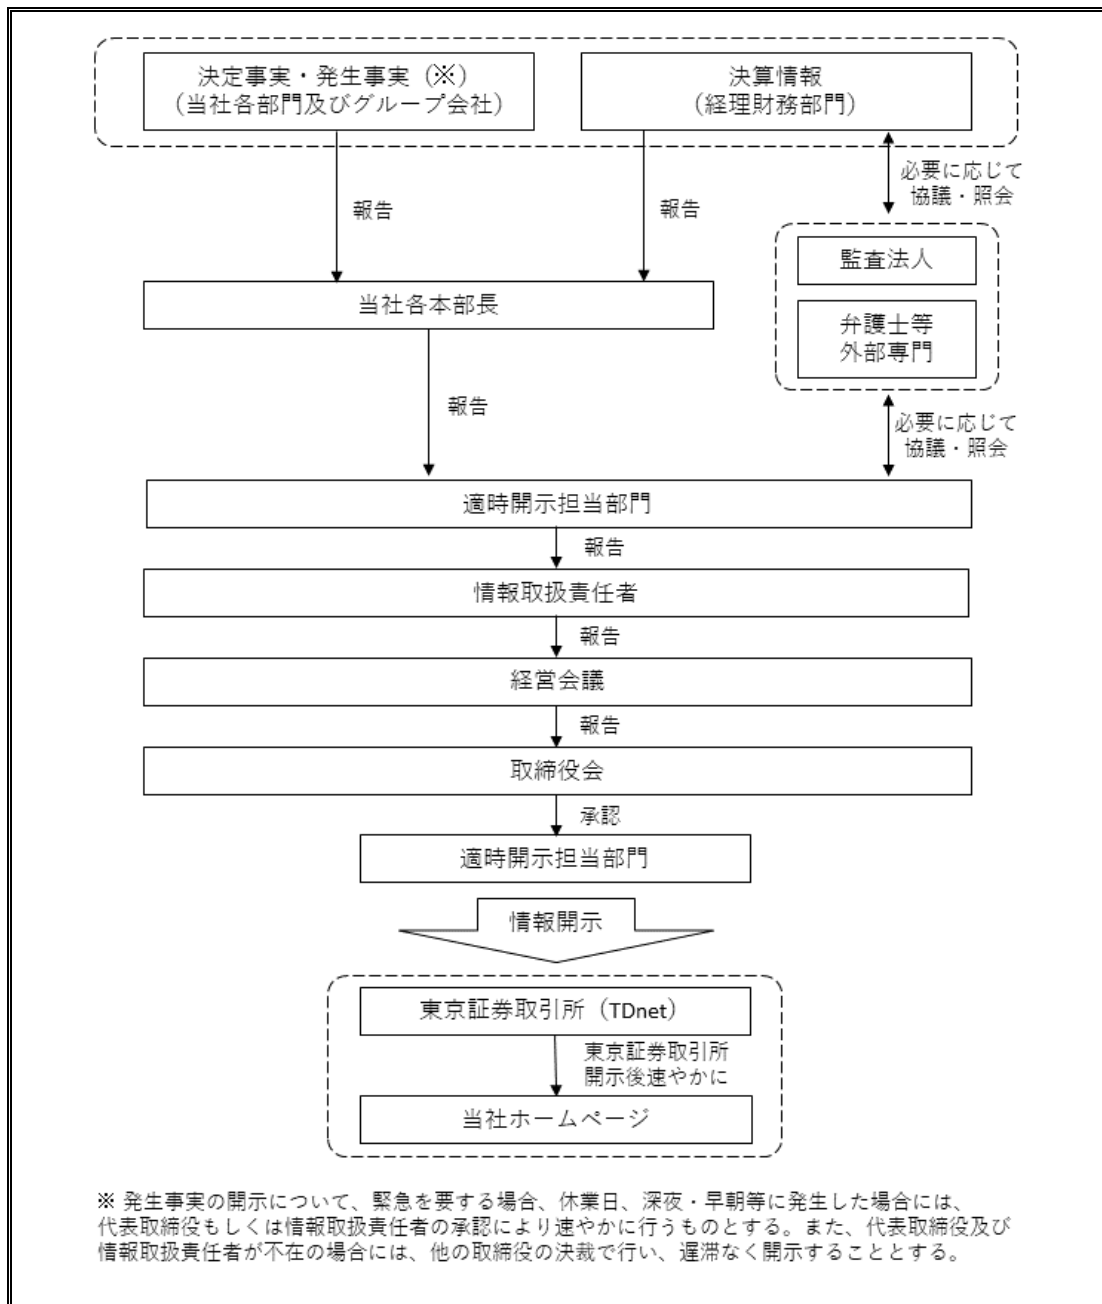 決定事実・発生事実（※）
（当社各部門及びグループ会社）
決算情報
（経理財務部門）
必要に応じて
協議・照会
報告
報告
監査法人
弁護士等
外部専門
当社各本部長
報告
必要に応じて
協議・照会
適時開示担当部門
報告
情報取扱責任者
報告
経営会議
報告
取締役会
承認
適時開示担当部門
情報開示
東京証券取引所（TDnet）
東京証券取引所
開示後速やかに
当社ホームページ
※ 発生事実の開示について、緊急を要する場合、休業日、深夜・早朝等に発生した場合には、
代表取締役もしくは情報取扱責任者の承認により速やかに行うものとする。また、代表取締役及び
情報取扱責任者が不在の場合には、他の取締役の決裁で行い、遅滞なく開示することとする。